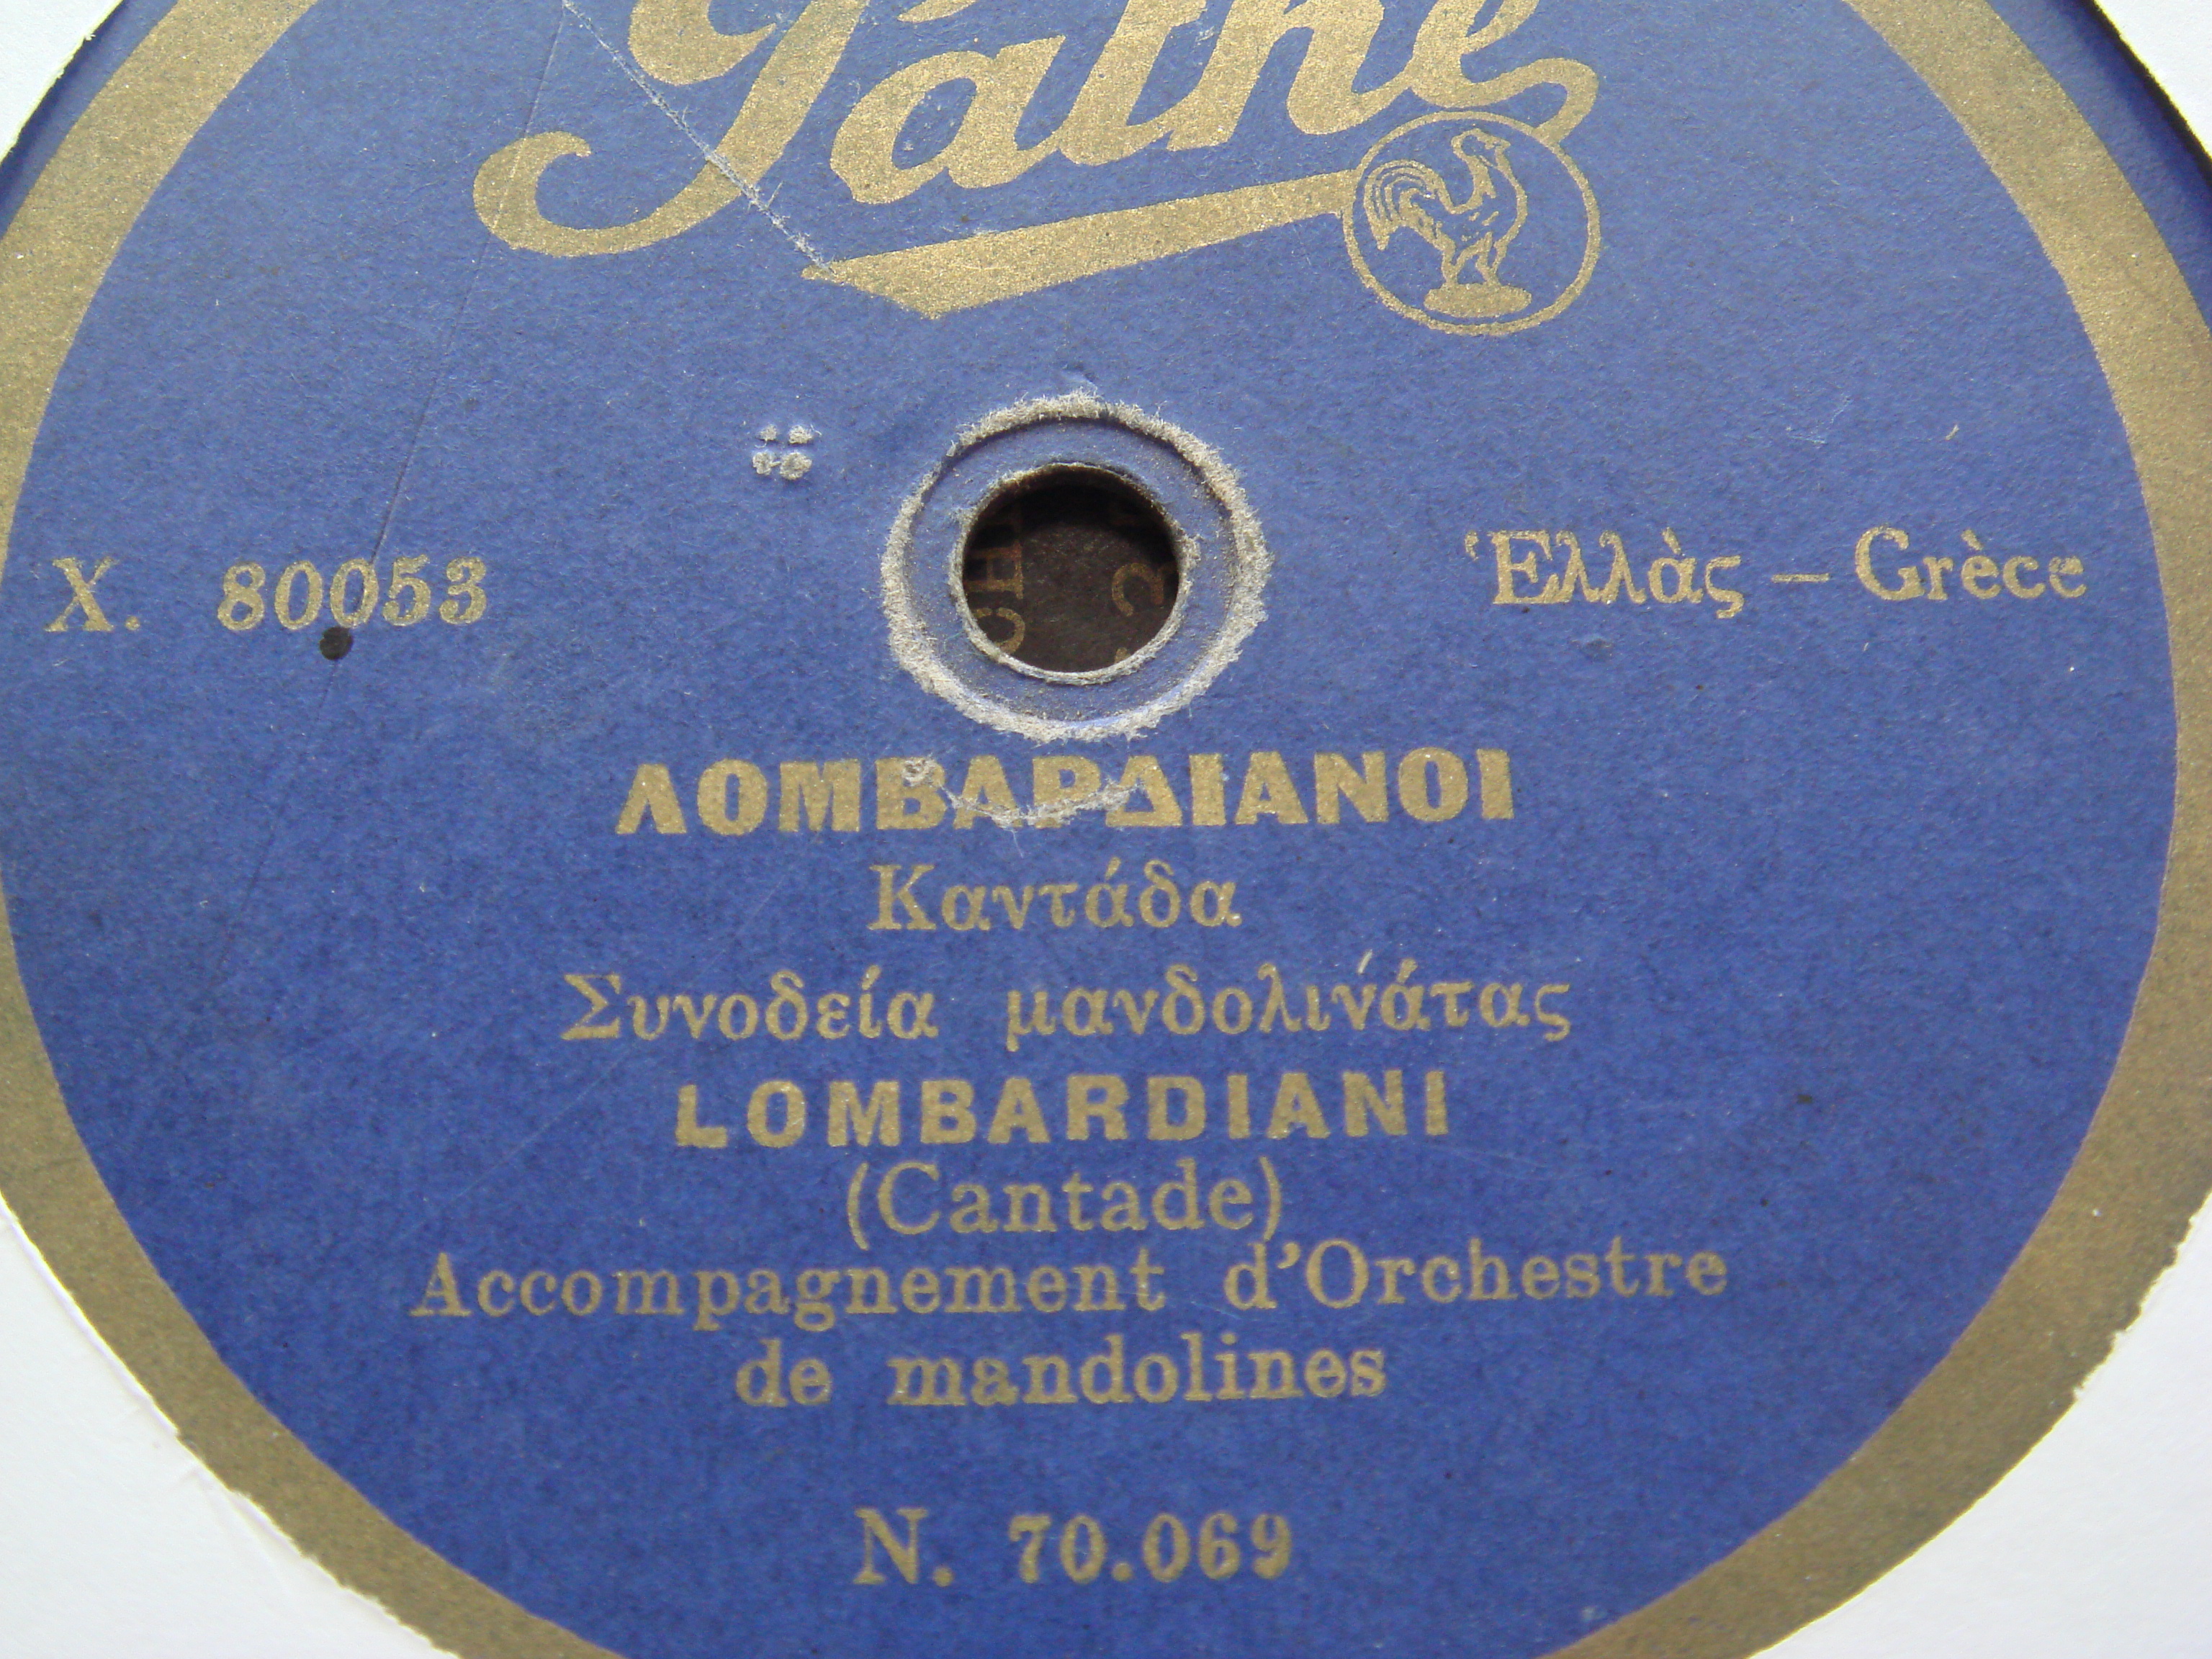 Pathé
X. 80053
Ἑλλὰς – Grèce
ΛΟΜΒΑΡΔΙΑΝΟΙ
Καντάδα
Συνοδεία μανδολινάτας
LOMBARDIANI
(Cantade)
Accompagnement d'Orchestre
de mandolines
N. 70.069